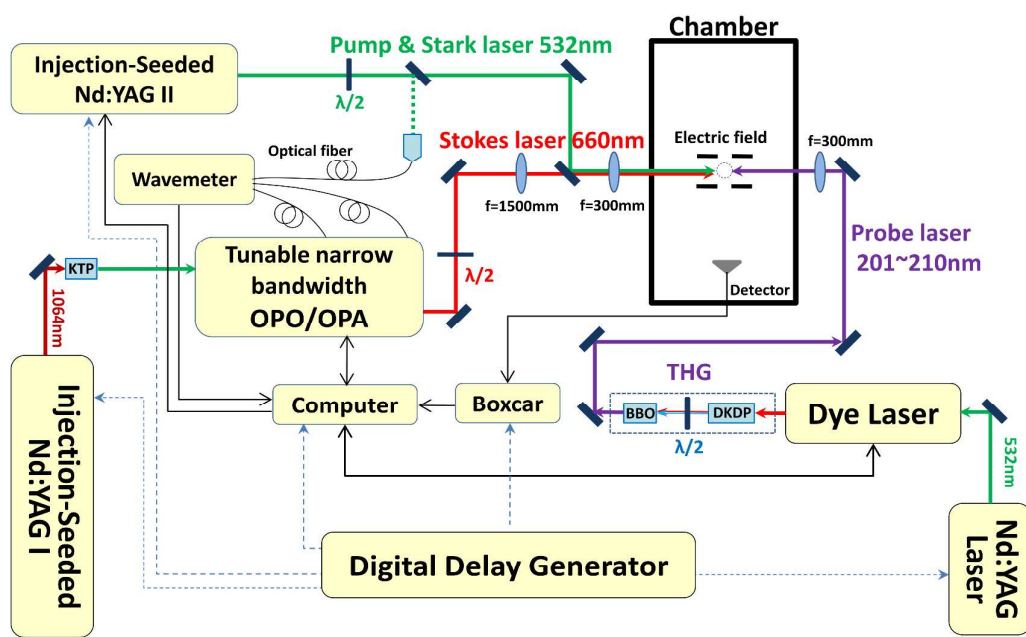 Chamber
Pump & Stark laser 532nm
Injection-Seeded
Nd:YAG II
λ/2
Stokes laser 660nm
Electric field
f=300mm
Optical fiber
Wavemeter
f=1500mm
f=300mm
Probe laser
201~210nm
KTP
Tunable narrow
bandwidth
OPO/OPA
λ/2
Detector
1064nm
THG
Injection-Seeded
Nd:YAG I
Computer
Boxcar
BBO
DKDP
λ/2
Dye Laser
532nm
Digital Delay Generator
Nd:YAG
Laser